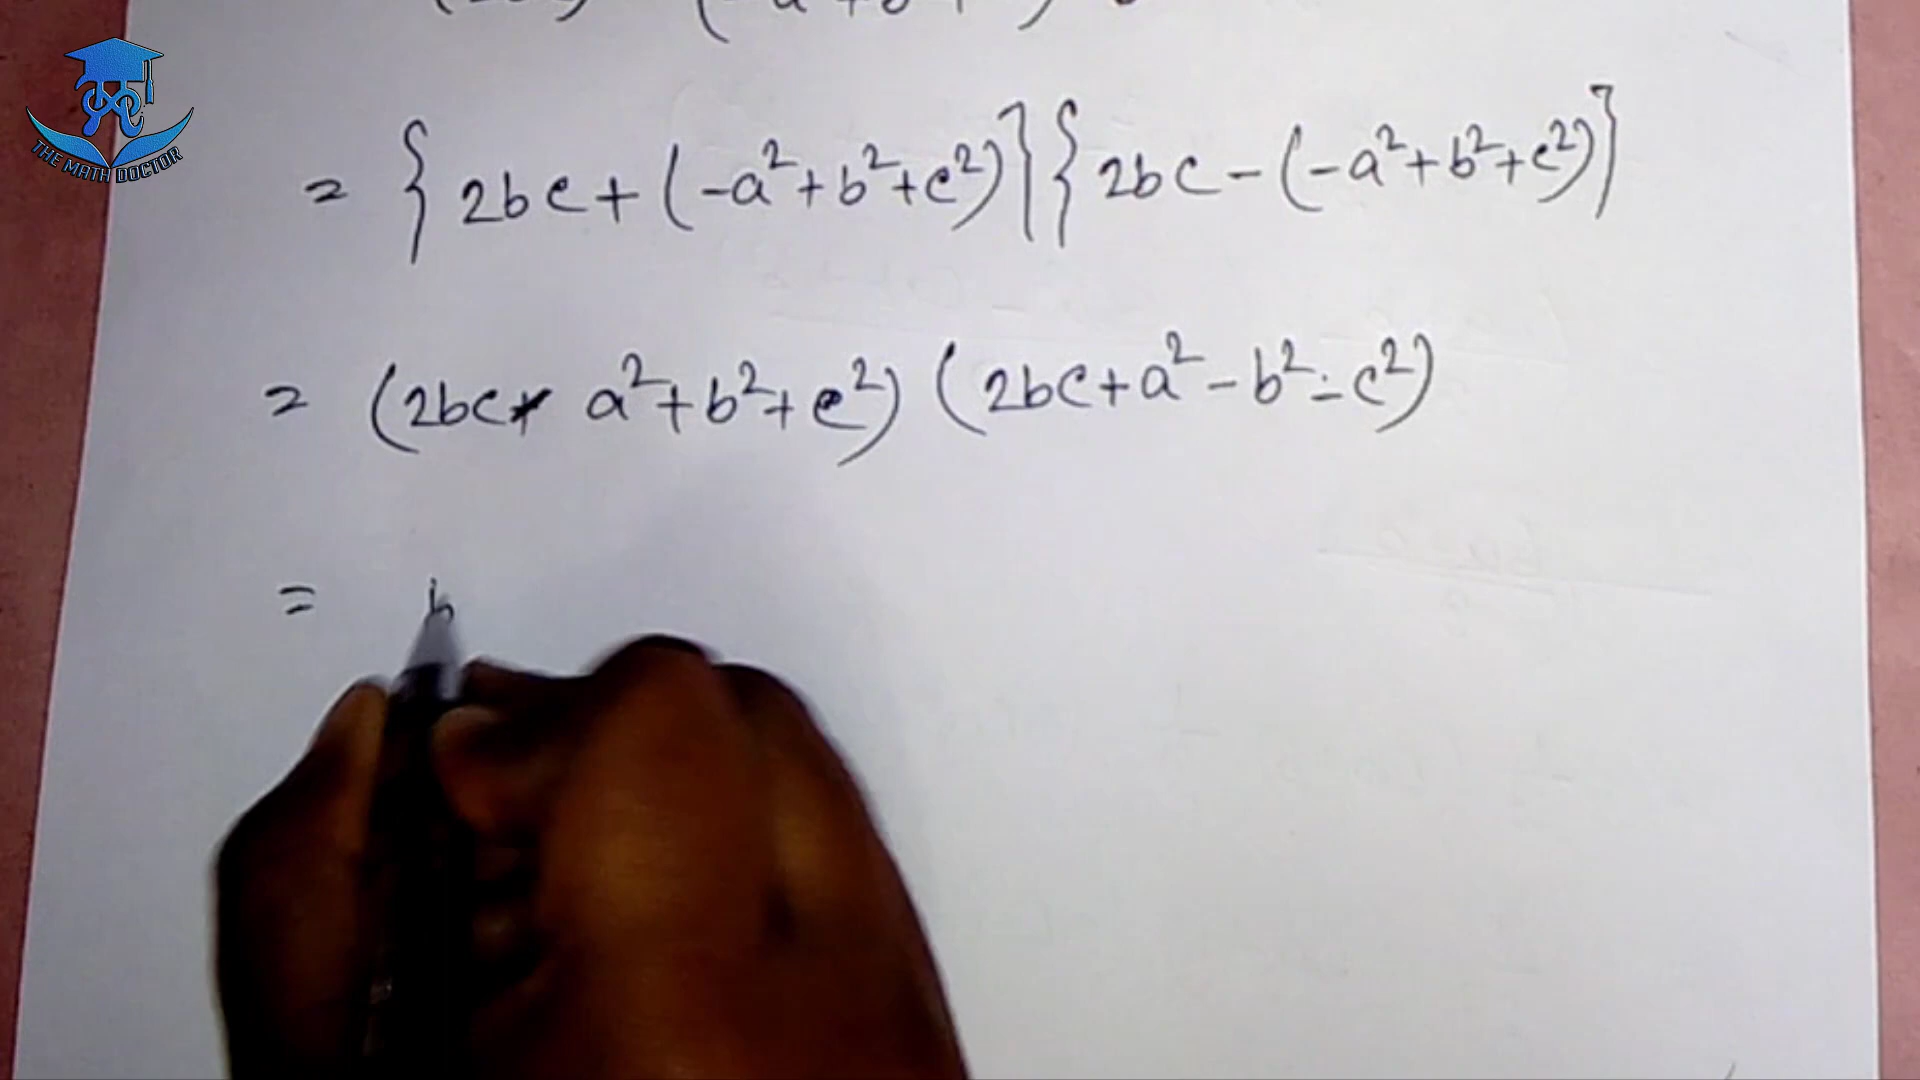 THE MATH DOCTOR
= {2bc+(-a²+b²+c²)}{2bc-(-a²+b²+c²)}
= (2bc- a²+b²+c²) (2bc+a²-b²-c²)
= b